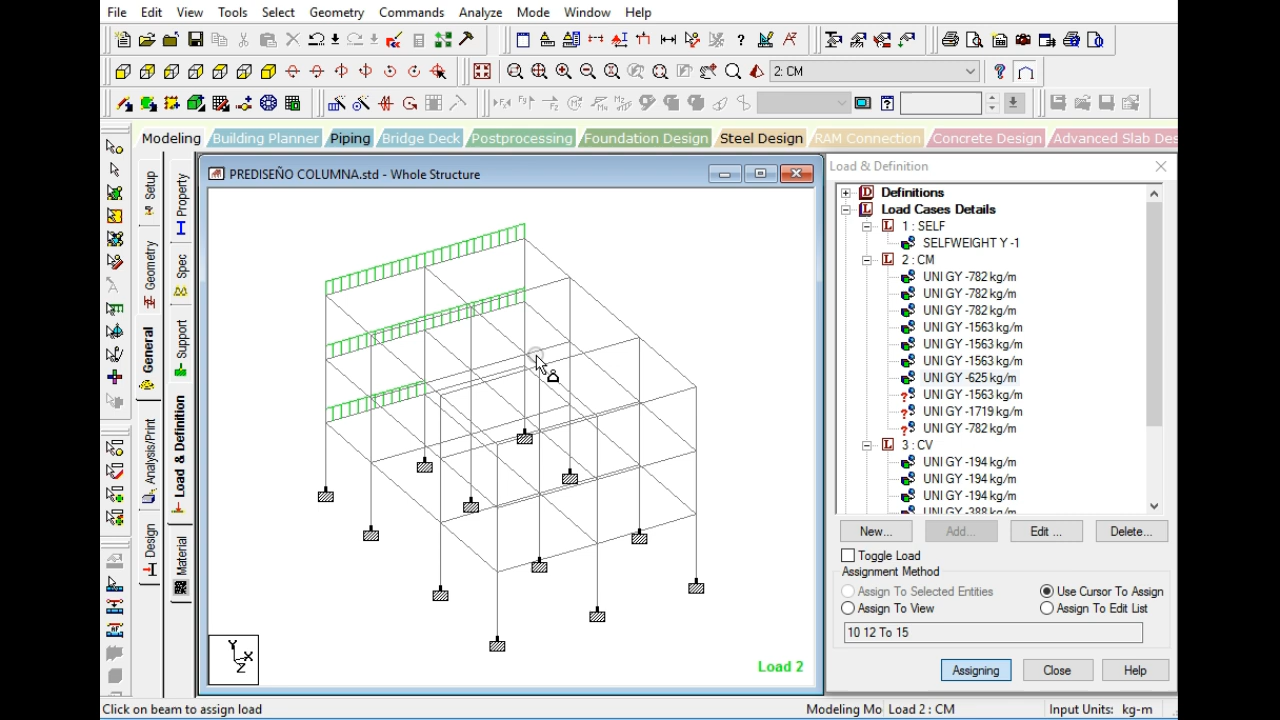 File Edit View Tools Select Geometry Commands Analyze Mode Window Help
2: CM
Modeling Building Planner Piping Bridge Deck Postprocessing Foundation Design Steel Design RAM Connection Concrete Design Advanced Slab Des
Setup
Geometry
General
Analysis/Print
Design
Property
Spec
Support
Load & Definition
Material
PREDISEÑO COLUMNA.std - Whole Structure
Y
X
Z
Load 2
Load & Definition
Definitions
Load Cases Details
1 : SELF
SELFWEIGHT Y -1
2 : CM
UNI GY -782 kg/m
UNI GY -782 kg/m
UNI GY -782 kg/m
UNI GY -1563 kg/m
UNI GY -1563 kg/m
UNI GY -1563 kg/m
UNI GY -625 kg/m
UNI GY -1563 kg/m
UNI GY -1719 kg/m
UNI GY -782 kg/m
3 : CV
UNI GY -194 kg/m
UNI GY -194 kg/m
UNI GY -194 kg/m
UNI GY -388 kg/m
New... Add... Edit ... Delete...
Toggle Load
Assignment Method
Assign To Selected Entities Use Cursor To Assign
Assign To View Assign To Edit List
10 12 To 15
Assigning Close Help
Click on beam to assign load Modeling Mo Load 2 : CM Input Units: kg-m